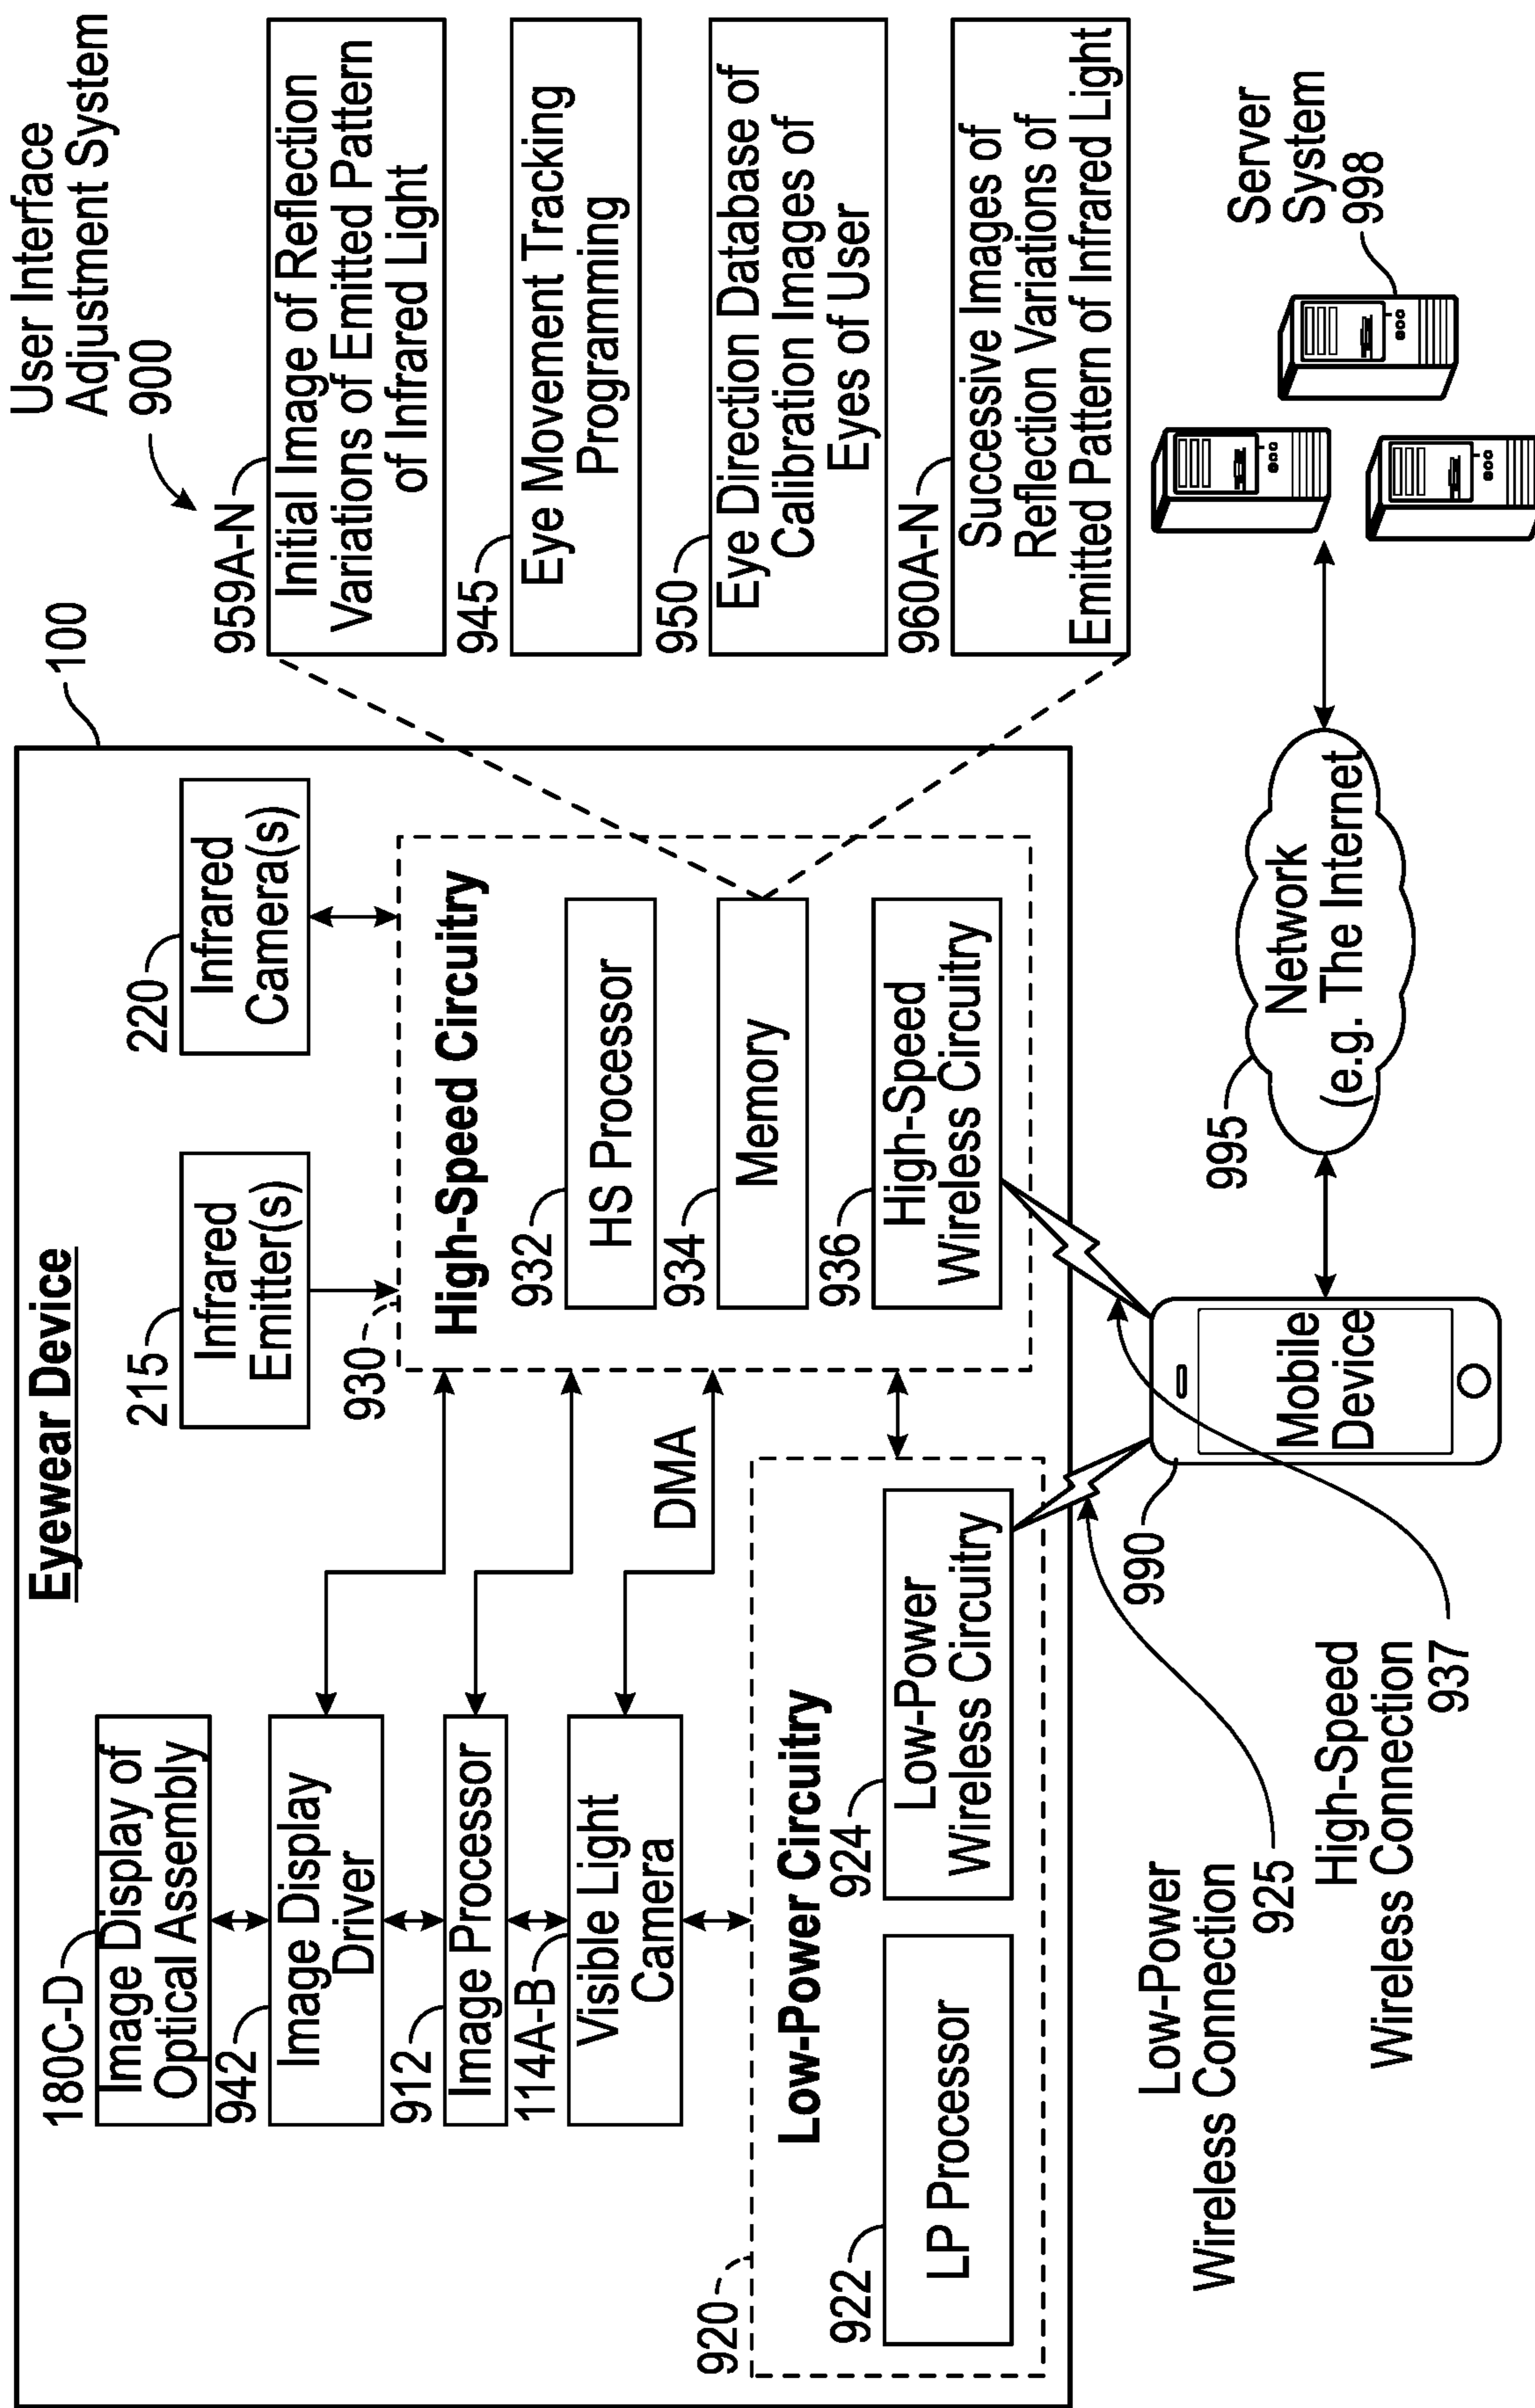 User Interface
Adjustment System
900
Eyewear Device
100
180C-D
Image Display of
Optical Assembly
942
Image Display
Driver
912
Image Processor
114A-B
Visible Light
Camera
215
Infrared
Emitter(s)
220
Infrared
Camera(s)
930
High-Speed Circuitry
932
HS Processor
934
Memory
936
High-Speed
Wireless Circuitry
DMA
920
Low-Power Circuitry
922
LP Processor
924
Low-Power
Wireless Circuitry
959A-N
Initial Image of Reflection
Variations of Emitted Pattern
of Infrared Light
945
Eye Movement Tracking
Programming
950
Eye Direction Database of
Calibration Images of
Eyes of User
960A-N
Successive Images of
Reflection Variations of
Emitted Pattern of Infrared Light
Low-Power
Wireless Connection
925
High-Speed
Wireless Connection
937
990
Mobile
Device
995
Network
(e.g. The Internet
Server
System
998